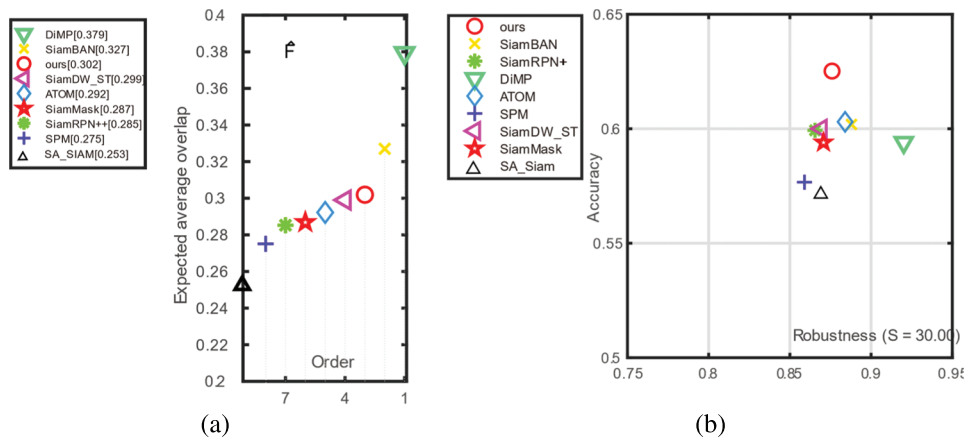 DiMP[0.379]
SiamBAN[0.327]
ours[0.302]
SiamDW_ST[0.299]
ATOM[0.292]
SiamMask[0.287]
SiamRPN++[0.285]
SPM[0.275]
SA_SIAM[0.253]
Expected average overlap
0.4
0.38
0.36
0.34
0.32
0.3
0.28
0.26
0.24
0.22
0.2
Order
7
4
1
(a)
ours
SiamBAN
SiamRPN+
DiMP
ATOM
SPM
SiamDW_ST
SiamMask
SA_Siam
Accuracy
0.65
0.6
0.55
0.5
Robustness (S = 30.00)
0.75
0.8
0.85
0.9
0.95
(b)